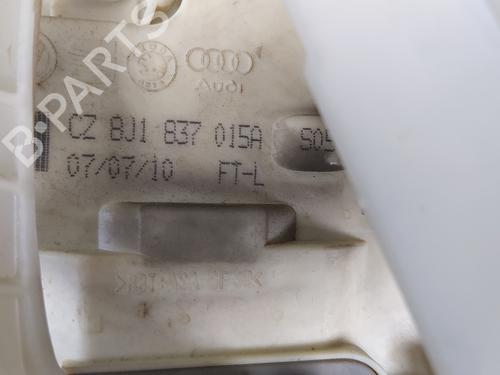 Audi
CZ 8J1 837 015A S05
07/07/10 FT-L
B-PARTS